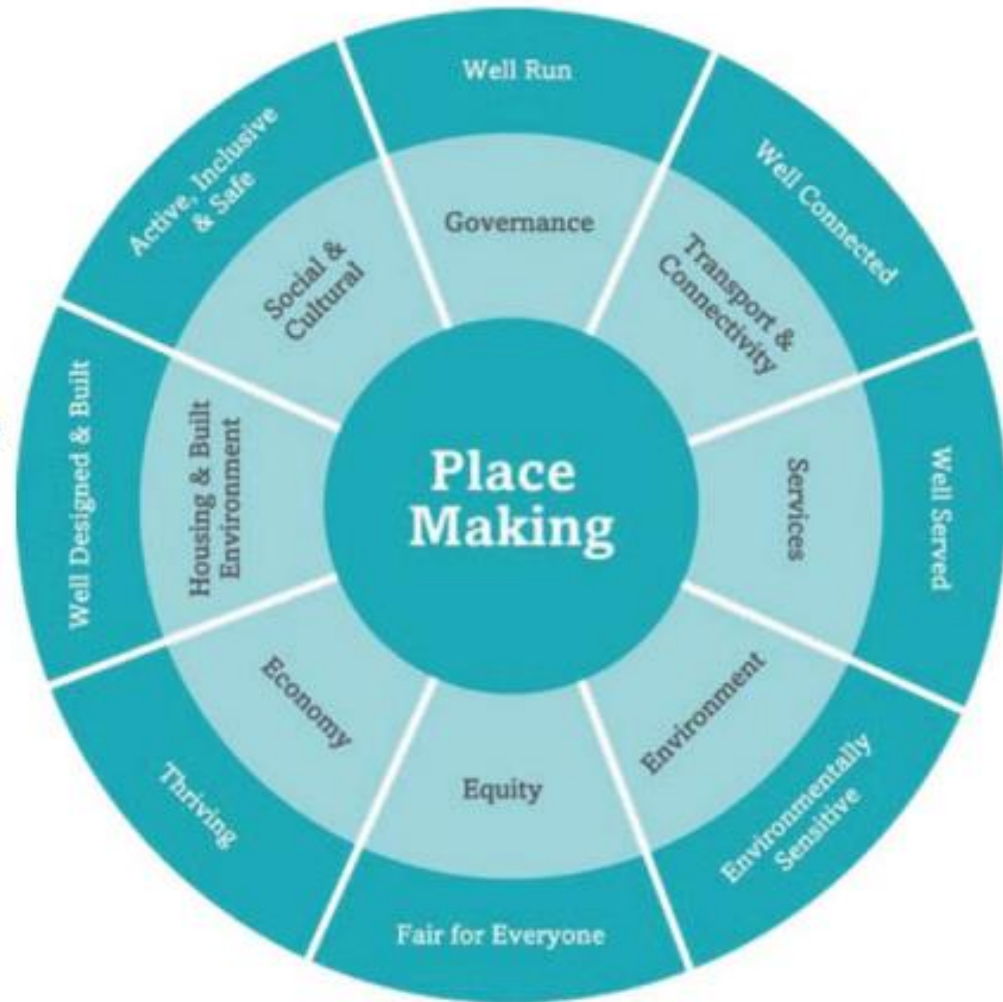 Well Run
Governance
Well Connected
Transport &
Connectivity
Well Served
Services
Environmentally
Sensitive
Environment
Fair for Everyone
Equity
Thriving
Economy
Well Designed & Built
Housing & Built
Environment
Active, Inclusive
& Safe
Social &
Cultural
Place
Making